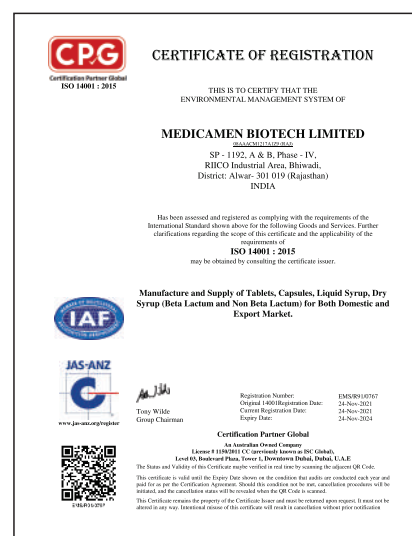 CPG
Certification Partner Global
ISO 14001 : 2015
CERTIFICATE OF REGISTRATION
THIS IS TO CERTIFY THAT THE
ENVIRONMENTAL MANAGEMENT SYSTEM OF
MEDICAMEN BIOTECH LIMITED
08AAACM1217A1Z9 (RAJ)
SP - 1192, A & B, Phase - IV,
RIICO Industrial Area, Bhiwadi,
District: Alwar- 301 019 (Rajasthan)
INDIA
Has been assessed and registered as complying with the requirements of the
International Standard shown above for the following Goods and Services. Further
clarifications regarding the scope of this certificate and the applicability of the
requirements of
ISO 14001 : 2015
may be obtained by consulting the certificate issuer.
Manufacture and Supply of Tablets, Capsules, Liquid Syrup, Dry
Syrup (Beta Lactum and Non Beta Lactum) for Both Domestic and
Export Market.
IAF
JAS-ANZ
C
www.jas-anz.org/register
Tony Wilde
Group Chairman
Registration Number: EMS/R91/0767
Original 14001Registration Date: 24-Nov-2021
Current Registration Date: 24-Nov-2021
Expiry Date: 24-Nov-2024
Certification Partner Global
An Australian Owned Company
License # 1150/2011 CC (previously known as ISC Global),
Level 03, Boulevard Plaza, Tower 1, Downtown Dubai, Dubai, U.A.E
The Status and Validity of this Certificate maybe verified in real time by scanning the adjacent QR Code.
This certificate is valid until the Expiry Date shown on the condition that audits are conducted each year and
paid for as per the Certification Agreement. Should this condition not be met, cancellation procedures will be
initiated, and the cancellation status will be revealed when the QR Code is scanned.
This Certificate remains the property of the Certificate Issuer and must be returned upon request. It must not be
altered in any way. Intentional misuse of this certificate will result in cancellation without prior notification
EMS/R91/0767